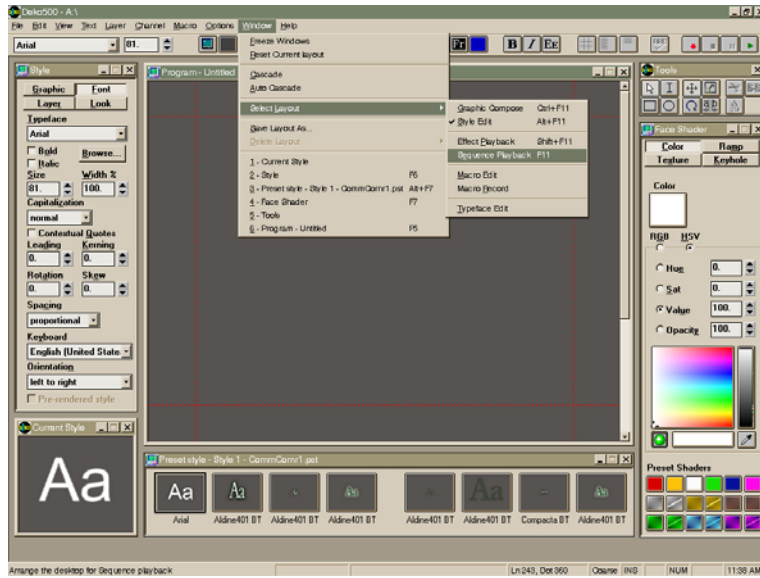 Deko500 - A:\
File Edit View Text Layer Channel Macro Options Window Help
Arial 81. Fr B I EE
Freeze Windows
Reset Current layout
Cascade
Auto Cascade
Select Layout
Save Layout As...
Delete Layout
1 - Current Style
2 - Style F6
3 - Preset style - Style 1 - CommCornr1.pst Alt+F7
4 - Face Shader F7
5 - Tools
6 - Program - Untitled F5
Graphic Compose Ctrl+F11
Style Edit Alt+F11
Effect Playback Shift+F11
Sequence Playback F11
Macro Edit
Macro Record
Typeface Edit
Style
Graphic Font
Layer Look
Typeface
Arial
Bold Browse...
Italic
Size Width %
81. 100.
Capitalization
normal
Contextual Quotes
Leading Kerning
0. 0.
Rotation Skew
0. 0.
Spacing
proportional
Keyboard
English (United State
Orientation
left to right
Pre-rendered style
Program - Untitled
Tools
Face Shader
Color Ramp
Texture Keyhole
Color
RGB HSV
Hue 0.
Sat 0.
Value 100.
Opacity 100.
Preset Shaders
Current Style
Aa
Preset style - Style 1 - CommCornr1.pst
Aa Aa Aa Aa Aa
Arial Aldine401 BT Aldine401 BT Aldine401 BT Aldine401 BT Aldine401 BT Compacta BT Aldine401 BT
Arrange the desktop for Sequence playback Ln 243, Dot 360 Coarse INS NUM 11:38 AM